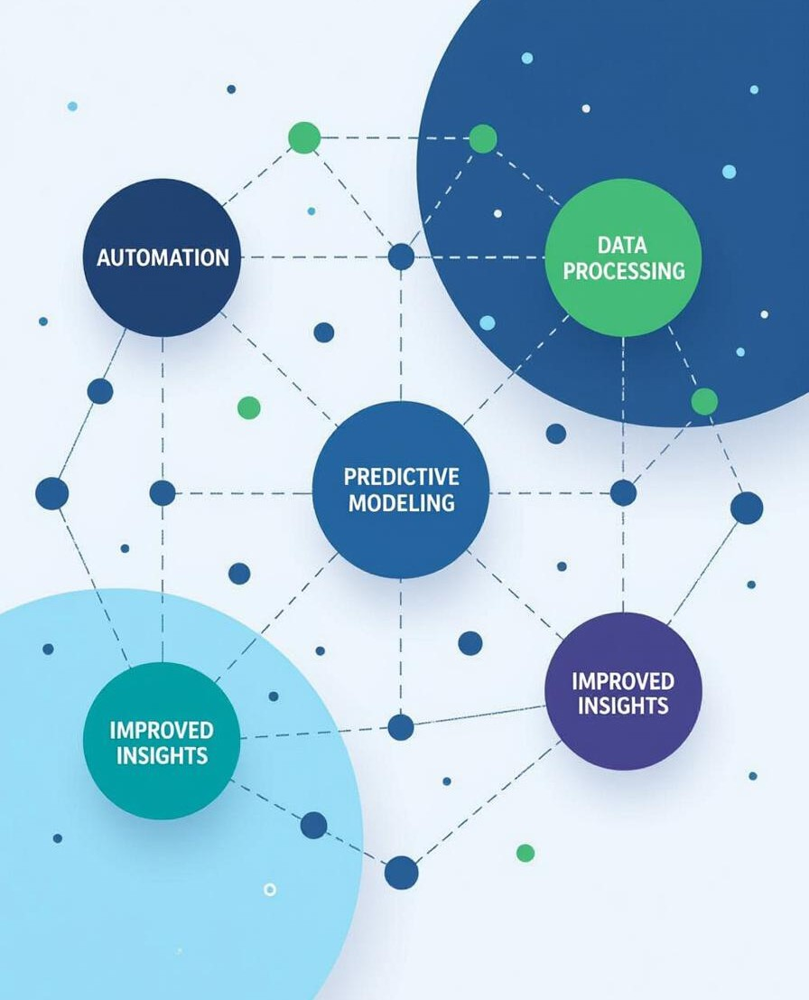 AUTOMATION
DATA
PROCESSING
PREDICTIVE
MODELING
IMPROVED
INSIGHTS
IMPROVED
INSIGHTS